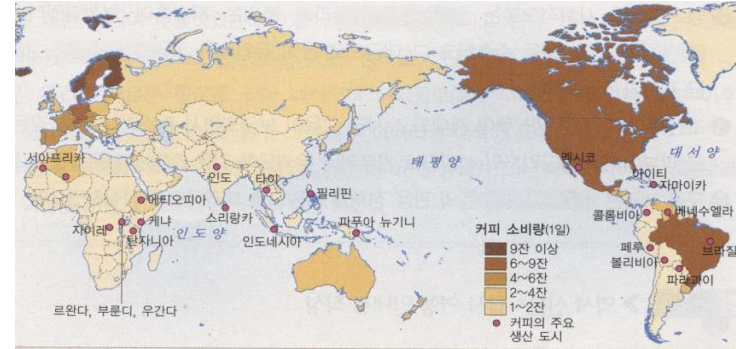 서아프리카
에티오피아
자이레
케냐
탄자니아
르완다, 부룬디, 우간다
인도양
인도
스리랑카
타이
필리핀
인도네시아
파푸아 뉴기니
태평양
대서양
멕시코
아이티
자마이카
콜롬비아
베네수엘라
페루
볼리비아
브라질
파라과이
커피 소비량(1일)
9잔 이상
6~9잔
4~6잔
2~4잔
1~2잔
커피의 주요
생산 도시